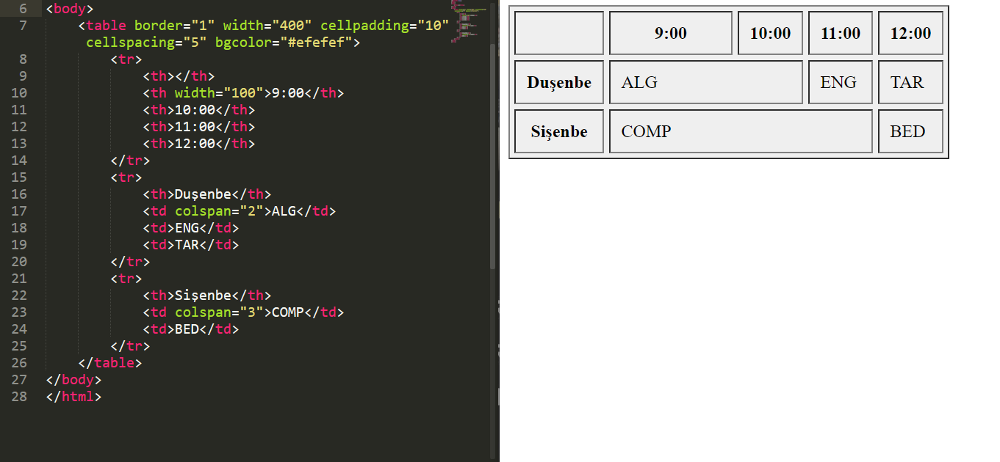 6 <body>
7 <table border="1" width="400" cellpadding="10"
cellspacing="5" bgcolor="#efefef">
8 <tr>
9 <th></th>
10 <th width="100">9:00</th>
11 <th>10:00</th>
12 <th>11:00</th>
13 <th>12:00</th>
14 </tr>
15 <tr>
16 <th>Duşenbe</th>
17 <td colspan="2">ALG</td>
18 <td>ENG</td>
19 <td>TAR</td>
20 </tr>
21 <tr>
22 <th>Sişenbe</th>
23 <td colspan="3">COMP</td>
24 <td>BED</td>
25 </tr>
26 </table>
27 </body>
28 </html>
9:00 10:00 11:00 12:00
Duşenbe ALG ENG TAR
Sişenbe COMP BED